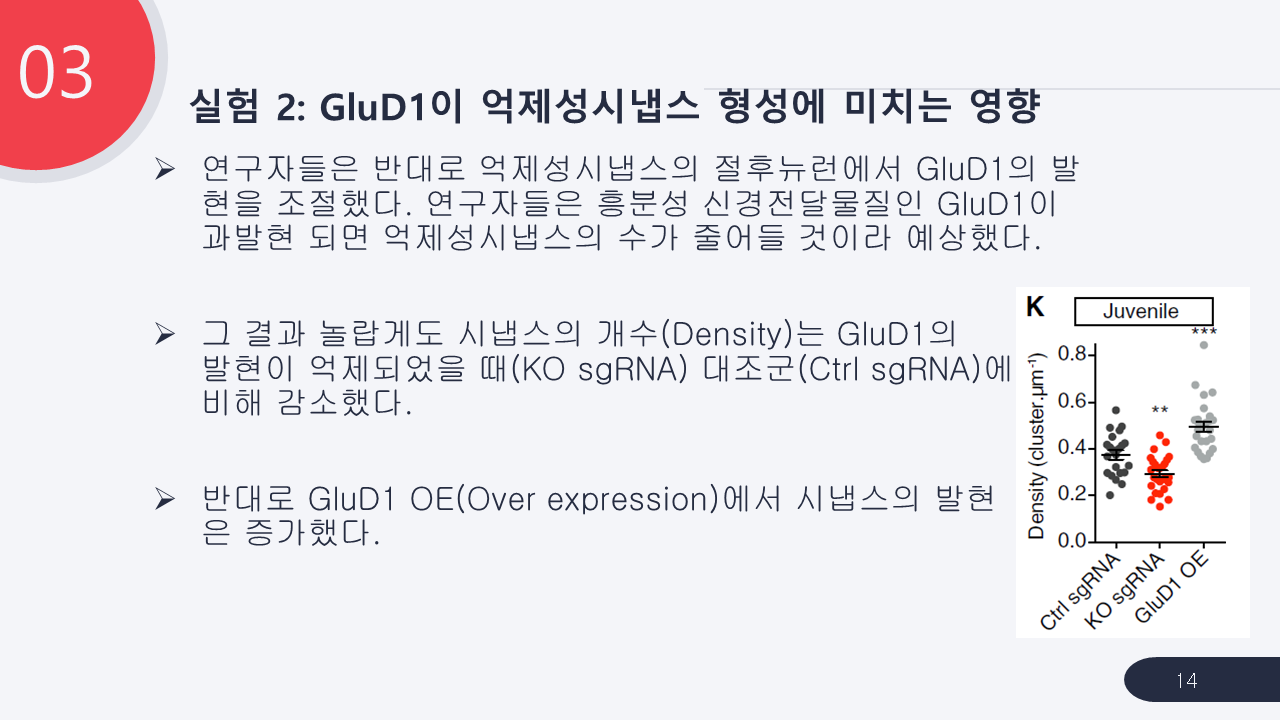 03
실험 2: GluD1이 억제성시냅스 형성에 미치는 영향
➢ 연구자들은 반대로 억제성시냅스의 절후뉴런에서 GluD1의 발
현을 조절했다. 연구자들은 흥분성 신경전달물질인 GluD1이
과발현 되면 억제성시냅스의 수가 줄어들 것이라 예상했다.
➢ 그 결과 놀랍게도 시냅스의 개수(Density)는 GluD1의
발현이 억제되었을 때(KO sgRNA) 대조군(Ctrl sgRNA)에
비해 감소했다.
➢ 반대로 GluD1 OE(Over expression)에서 시냅스의 발현
은 증가했다.
K
Juvenile
***
**
Density (cluster.µm⁻¹)
0.8
0.6
0.4
0.2
0.0
Ctrl sgRNA
KO sgRNA
GluD1 OE
14